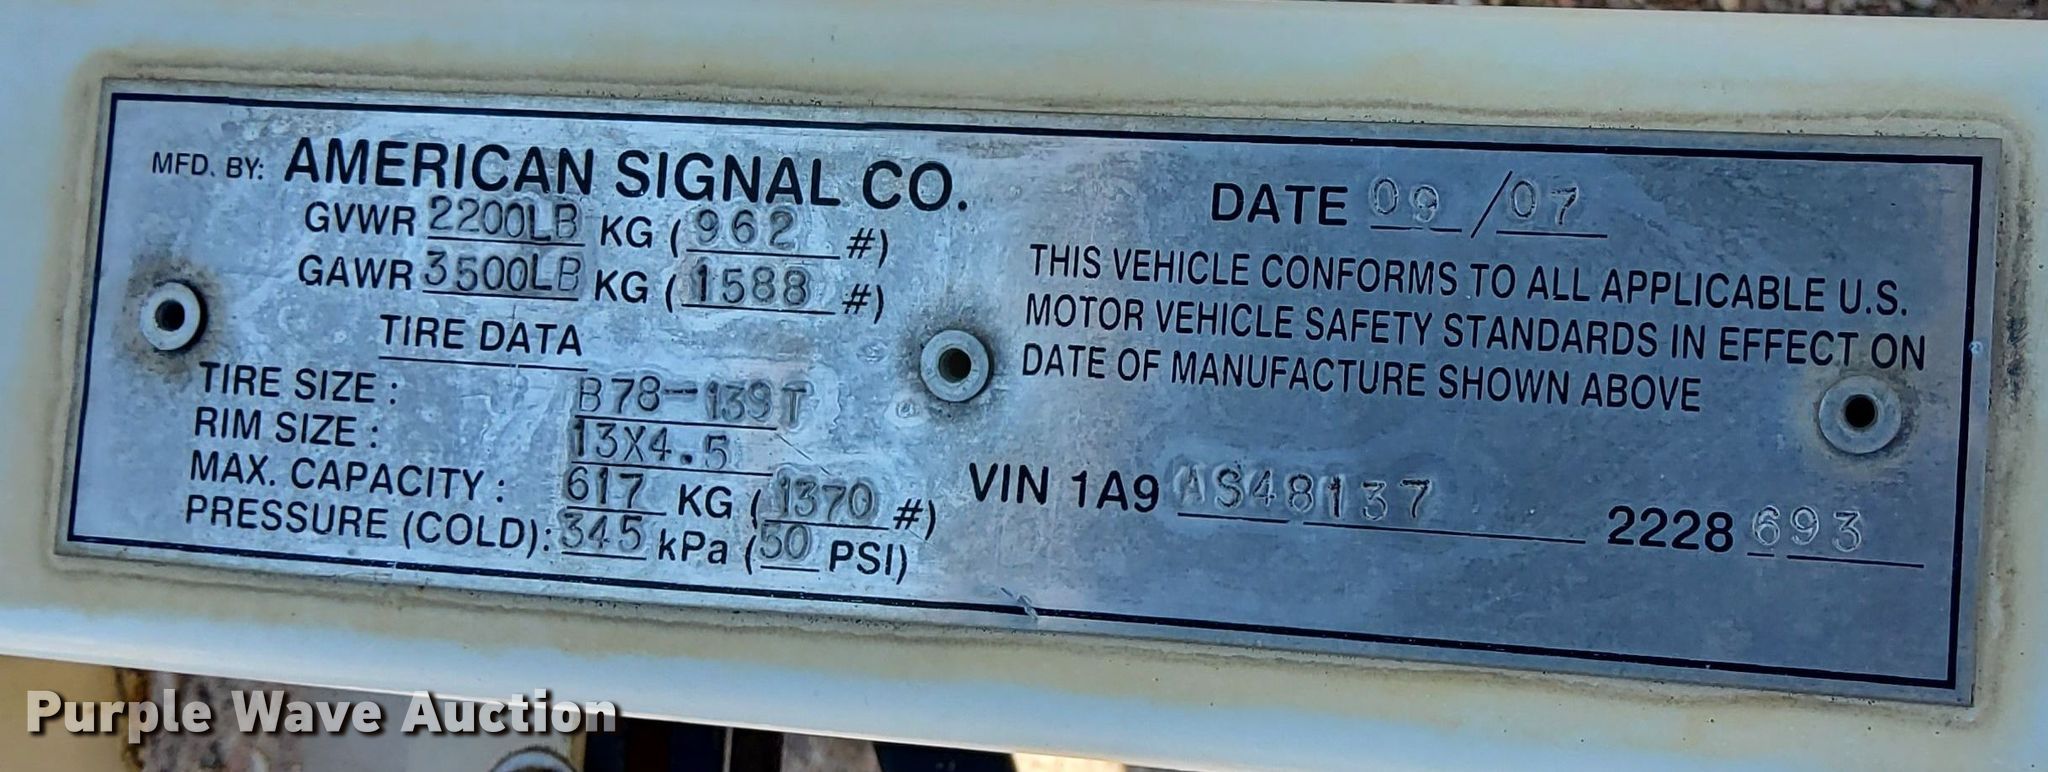 MFD. BY: AMERICAN SIGNAL CO.
GVWR 2200LB KG (962 #)
GAWR 3500LB KG (1588 #)
TIRE DATA
TIRE SIZE: B78-139T
RIM SIZE: 13X4.5
MAX. CAPACITY: 617 KG (1370 #)
PRESSURE (COLD): 345 kPa (50 PSI)
DATE 09 /07
THIS VEHICLE CONFORMS TO ALL APPLICABLE U.S.
MOTOR VEHICLE SAFETY STANDARDS IN EFFECT ON
DATE OF MANUFACTURE SHOWN ABOVE
VIN 1A9 AS48137 2228 693
Purple Wave Auction